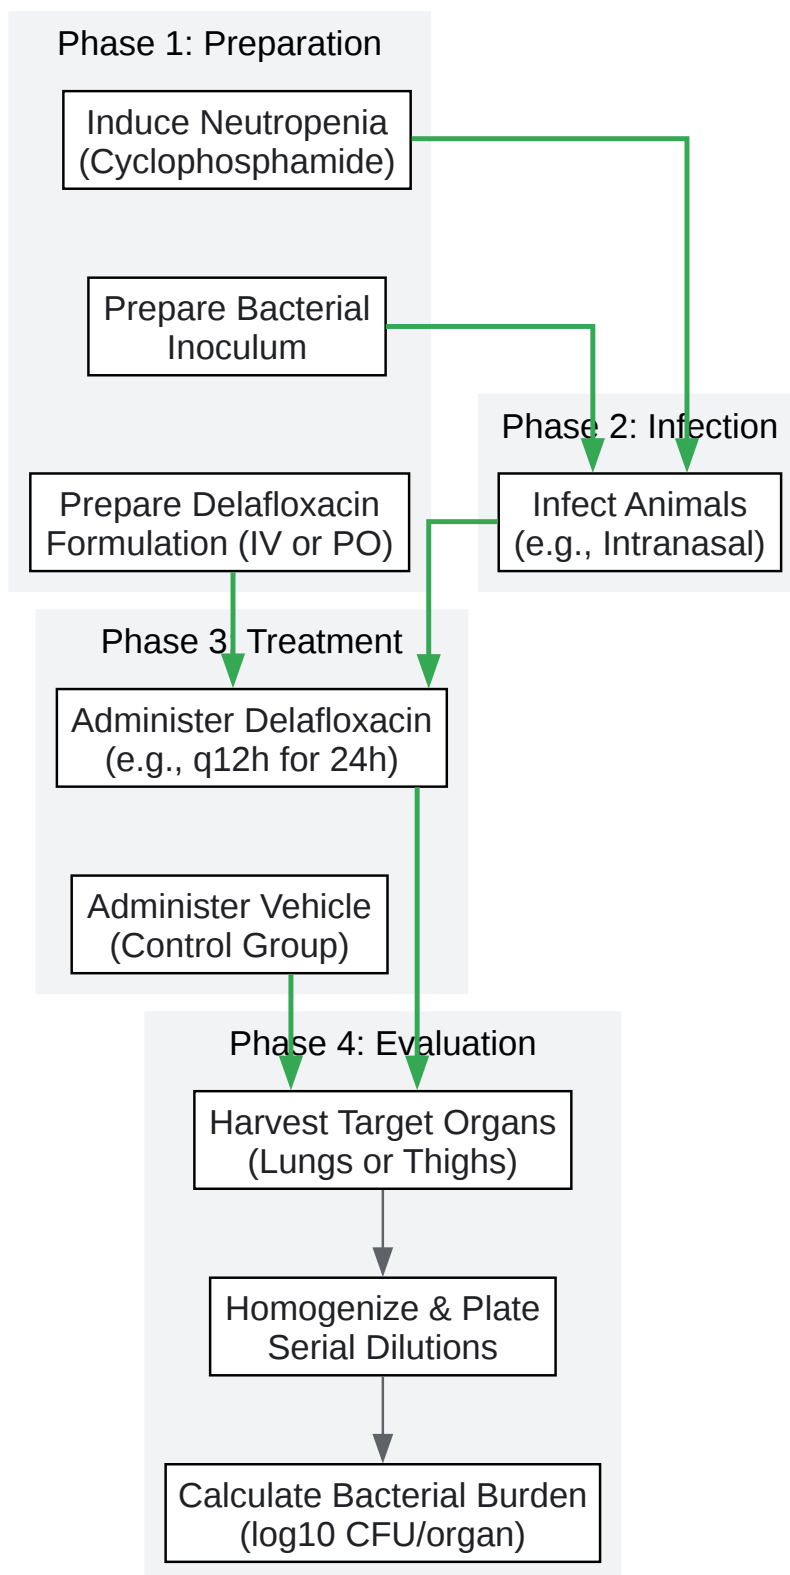 Phase 1: Preparation
Induce Neutropenia
(Cyclophosphamide)
Prepare Bacterial
Inoculum
Prepare Delafloxacin
Formulation (IV or PO)
Phase 2: Infection
Infect Animals
(e.g., Intranasal)
Phase 3: Treatment
Administer Delafloxacin
(e.g., q12h for 24h)
Administer Vehicle
(Control Group)
Phase 4: Evaluation
Harvest Target Organs
(Lungs or Thighs)
Homogenize & Plate
Serial Dilutions
Calculate Bacterial Burden
(log10 CFU/organ)